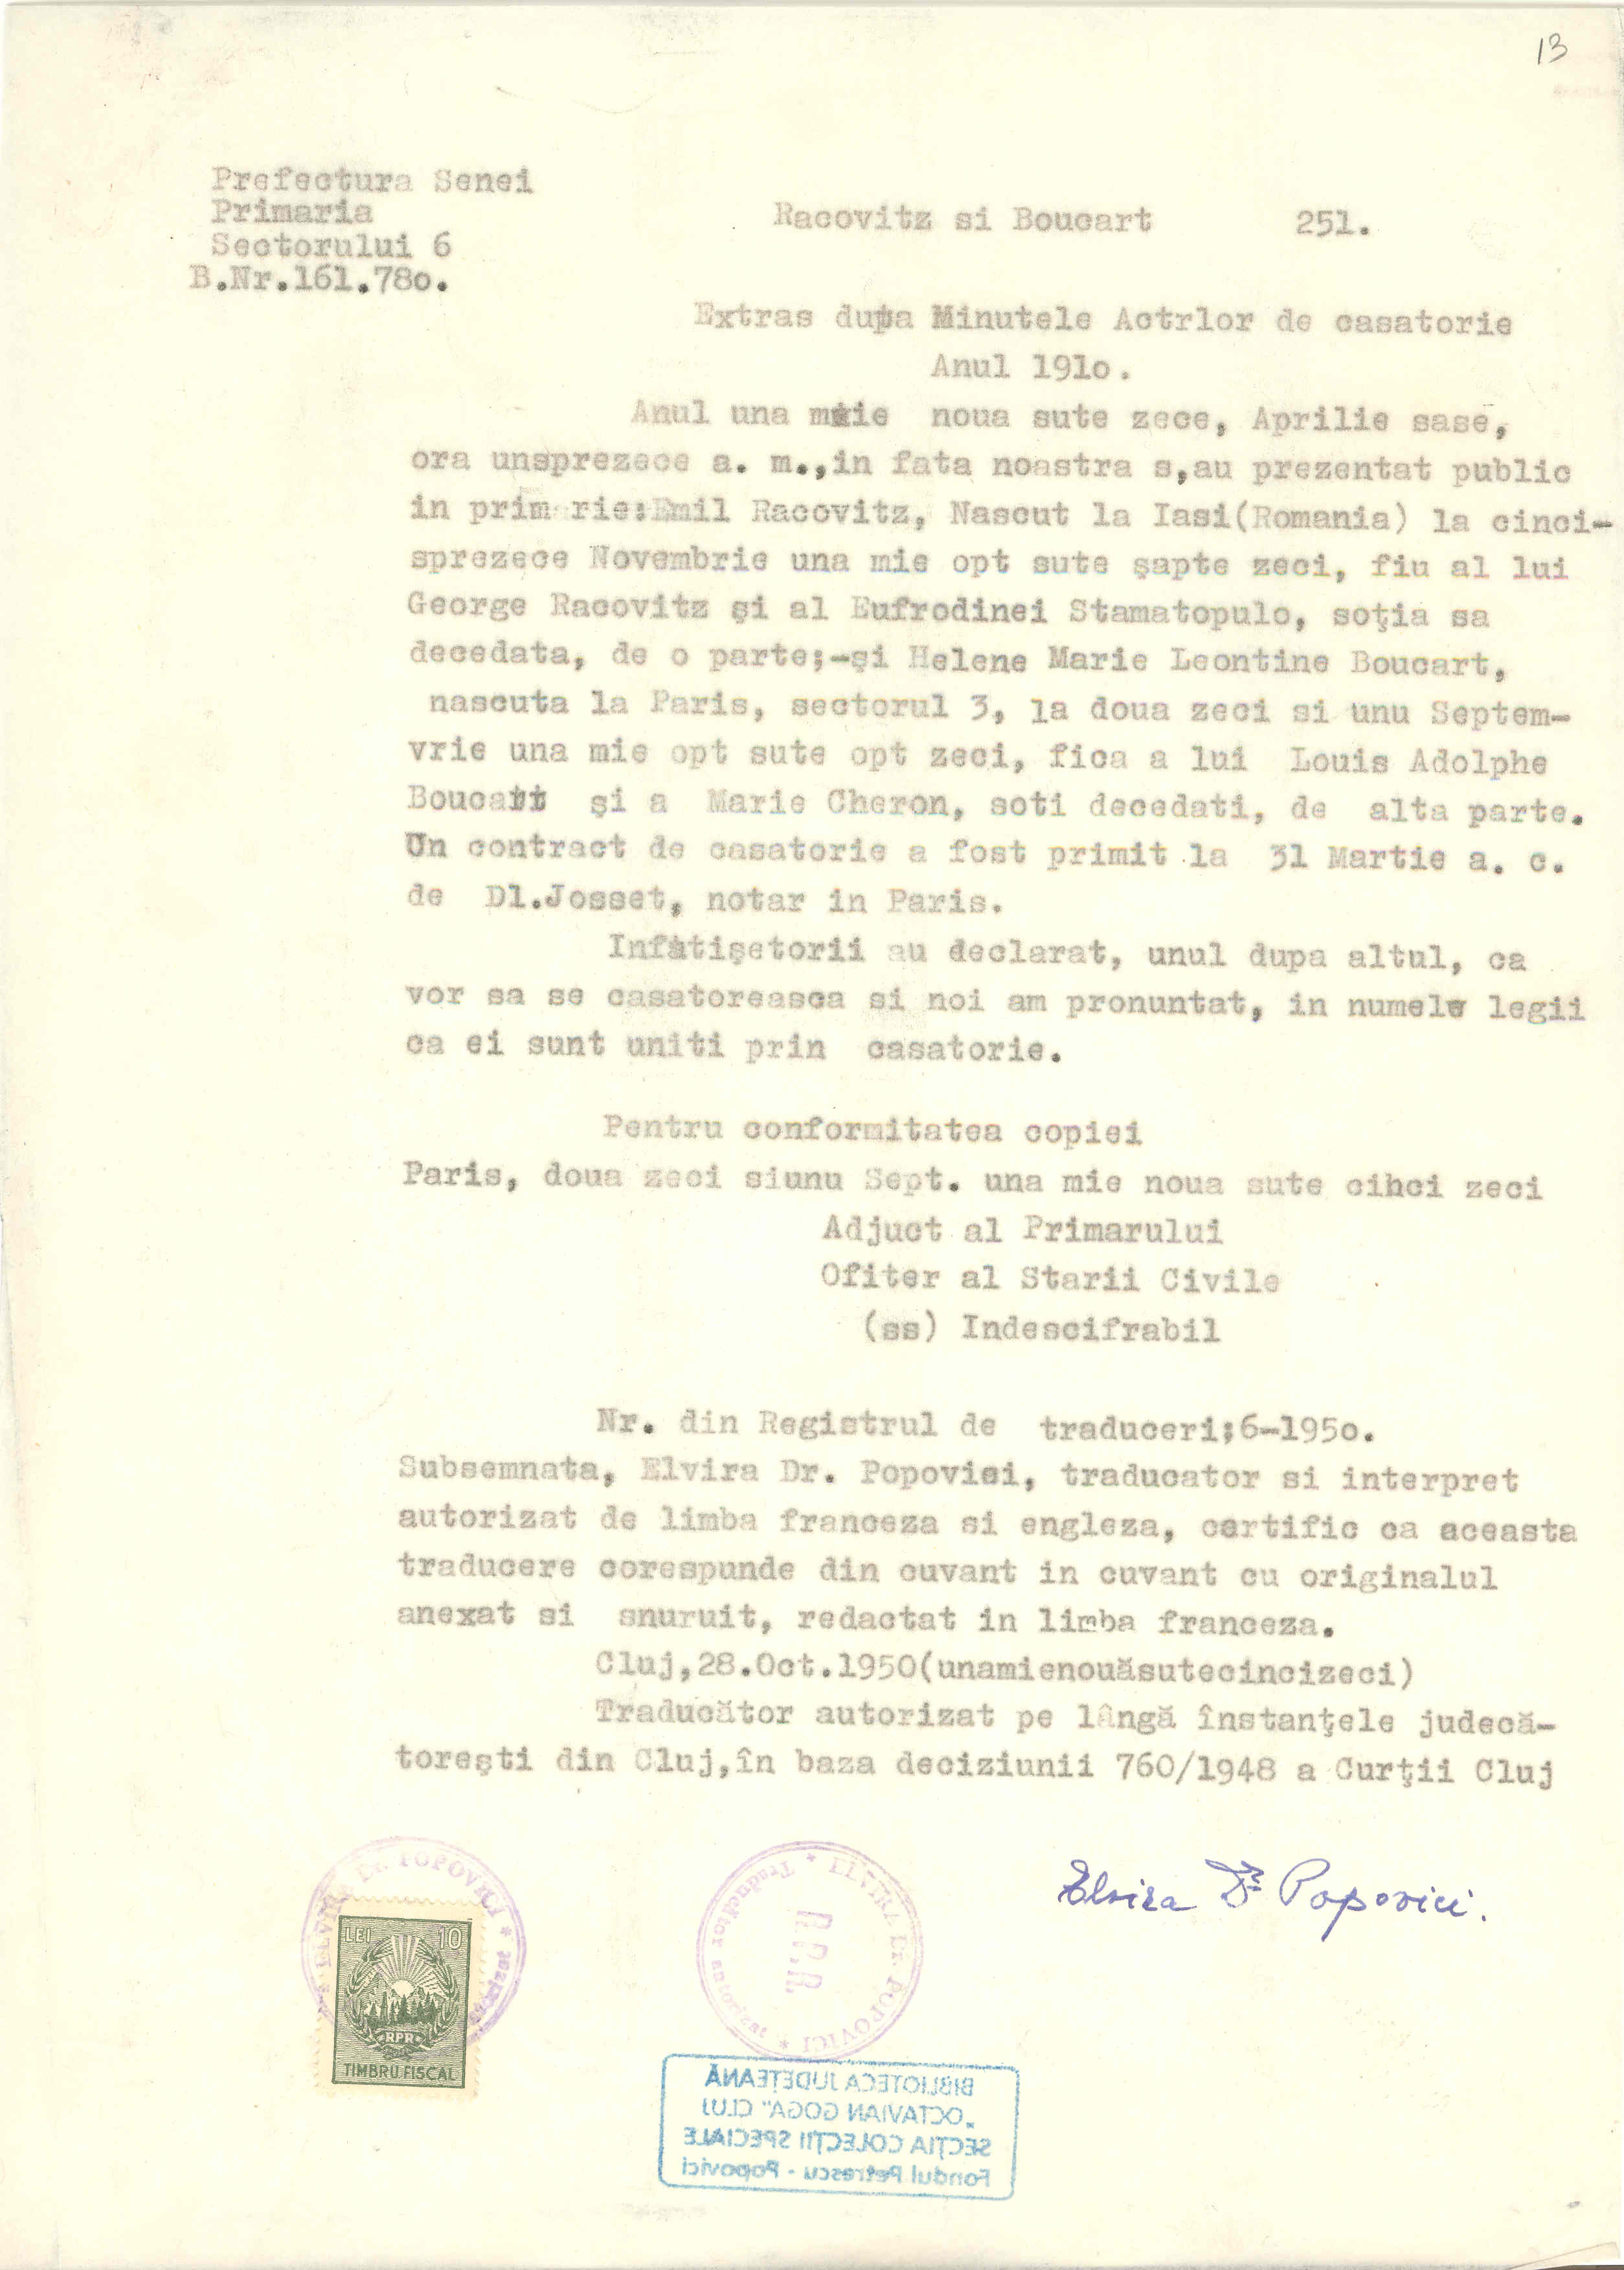 13
Prefectura Senei
Primaria
Sectorului 6
B.Nr.161.78o.
Racovitz si Boucart 251.
Extras dupa Minutele Actrlor de casatorie
Anul 191o.
Anul una miie noua sute zece, Aprilie sase,
ora unsprezece a. m.,in fata noastra s,au prezentat public
in primarie:Emil Racovitz, Nascut la Iasi(Romania) la cinci-
sprezece Novembrie una mie opt sute şapte zeci, fiu al lui
George Racovitz şi al Eufrodinei Stamatopulo, soţia sa
decedata, de o parte;-şi Helene Marie Leontine Boucart,
nascuta la Paris, sectorul 3, la doua zeci si unu Septem-
vrie una mie opt sute opt zeci, fica a lui Louis Adolphe
Boucart şi a Marie Cheron, soti decedati, de alta parte.
Un contract de casatorie a fost primit la 31 Martie a. c.
de Dl.Josset, notar in Paris.
Infatişetorii au declarat, unul dupa altul, ca
vor sa se casatoreasca si noi am pronuntat, in numele legii
ca ei sunt uniti prin casatorie.
Pentru conformitatea copiei
Paris, doua zeci siunu Sept. una mie noua sute cihci zeci
Adjuct al Primarului
Ofiter al Starii Civile
(ss) Indescifrabil
Nr. din Registrul de traduceri;6-195o.
Subsemnata, Elvira Dr. Popovici, traducator si interpret
autorizat de limba franceza si engleza, certific ca aceasta
traducere corespunde din cuvant in cuvant cu originalul
anexat si snuruit, redactat in limba franceza.
Cluj,28.Oct.1950(unamienouăsutecincizeci)
Traducător autorizat pe lângă înstanţele judecă-
toreşti din Cluj,în baza deciziunii 760/1948 a Curţii Cluj
Elvira Dr Popovici.
ELVIRA Dr. POPOVICI * autorizat
LEI 10
RPR
TIMBRU FISCAL
* ELVIRA Dr. POPOVICI * Traducător autorizat
R.P.R.
BIBLIOTECA JUDEŢEANĂ
„OCTAVIAN GOGA" CLUJ
SECŢIA COLECŢII SPECIALE
Fondul Petrescu - Popovici